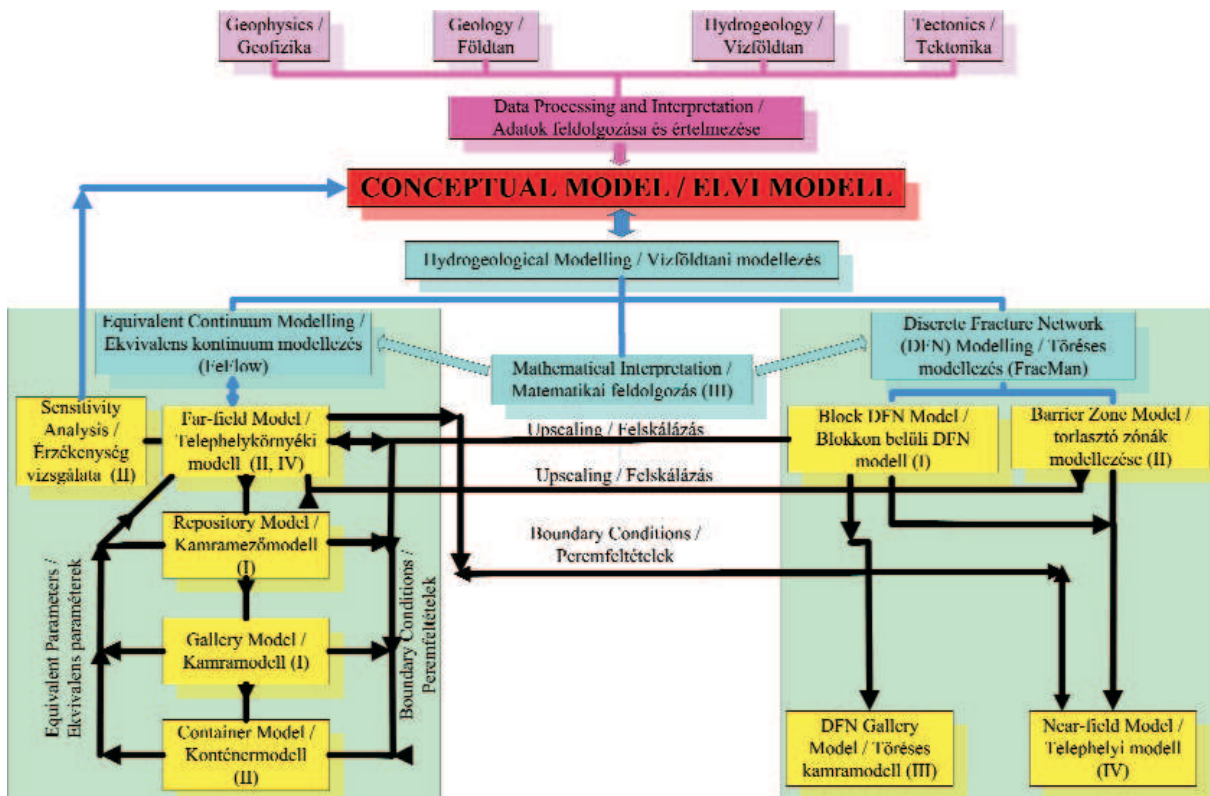 Geophysics /
Geofizika
Geology /
Földtan
Hydrogeology /
Vízföldtan
Tectonics /
Tektonika
Data Processing and Interpretation /
Adatok feldolgozása és értelmezése
CONCEPTUAL MODEL / ELVI MODELL
Hydrogeological Modelling / Vízföldtani modellezés
Equivalent Continuum Modelling /
Ekvivalens kontinuum modellezés
(FeFlow)
Discrete Fracture Network
(DFN) Modelling / Töréses
modellezés (FracMan)
Mathematical Interpretation /
Matematikai feldolgozás (III)
Sensitivity
Analysis /
Érzékenység
vizsgálata (II)
Far-field Model /
Telephelykörnyéki
modell (II, IV)
Upscaling / Felskálázás
Block DFN Model /
Blokkon belüli DFN
modell (I)
Barrier Zone Model /
torlasztó zónák
modellezése (II)
Upscaling / Felskálázás
Repository Model /
Kamramezőmodell
(I)
Boundary Conditions /
Peremfeltételek
Equivalent Parameters /
Ekvivalens paraméterek
Boundary Conditions /
Peremfeltételek
Gallery Model /
Kamramodell (I)
Container Model /
Konténermodell
(II)
DFN Gallery
Model / Töréses
kamramodell (III)
Near-field Model /
Telephelyi modell
(IV)